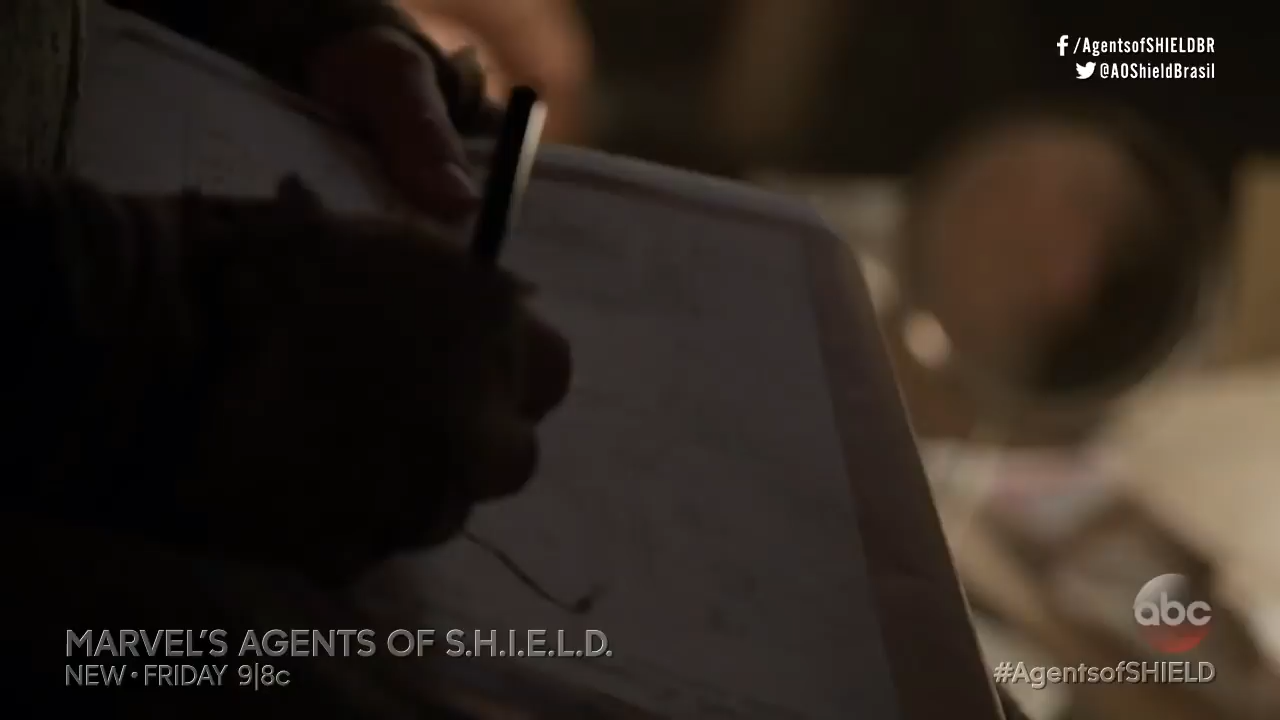 /AgentsofSHIELDBR
@AOShieldBrasil
abc
MARVEL'S AGENTS OF S.H.I.E.L.D.
NEW • FRIDAY 9|8c
#AgentsofSHIELD